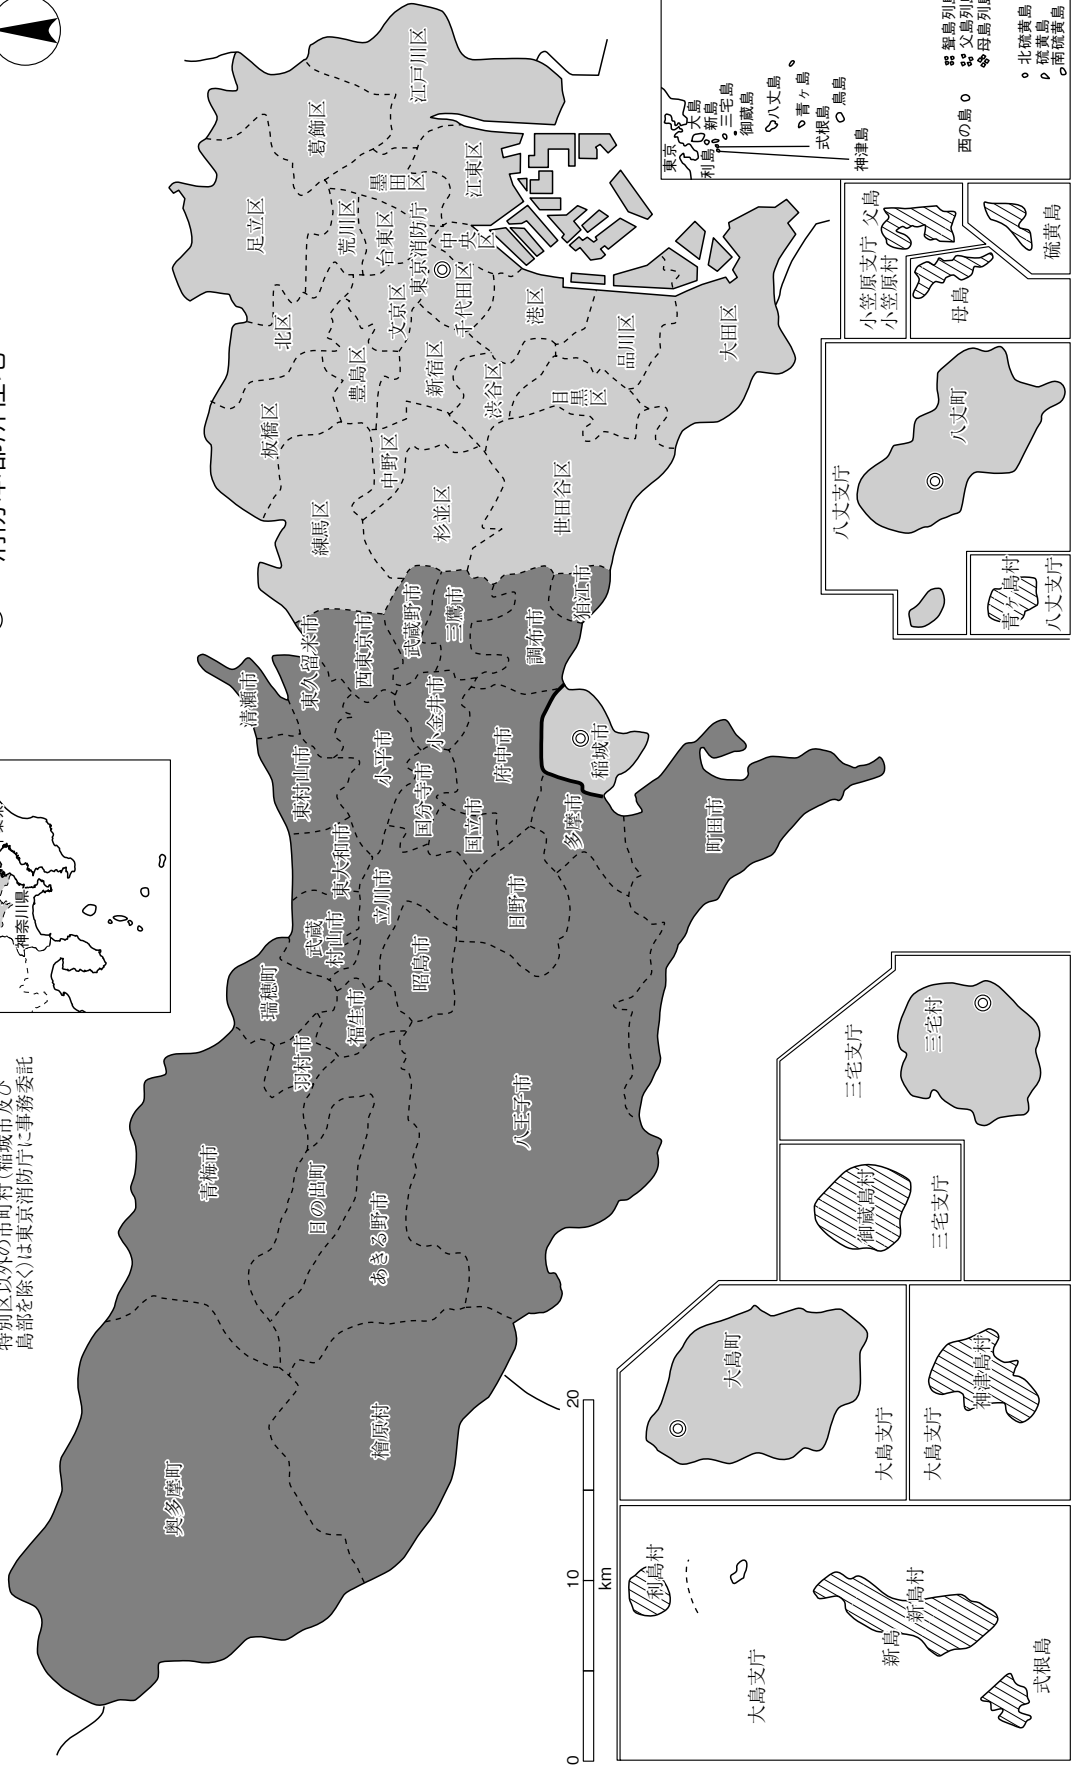 消防本部所在地
神奈川県
特別区以外の市町村（稲城市及び
島部を除く）は東京消防庁に事務委託
奥多摩町
檜原村
青梅市
日の出町
あきる野市
八王子市
羽村市
瑞穂町
福生市
昭島市
武蔵
村山市
東大和市
立川市
日野市
東村山市
小平市
国分寺市
国立市
府中市
多摩市
町田市
稲城市
清瀬市
東久留米市
西東京市
小金井市
武蔵野市
三鷹市
調布市
狛江市
練馬区
板橋区
中野区
杉並区
世田谷区
北区
豊島区
新宿区
渋谷区
目黒区
足立区
荒川区
文京区
台東区
東京消防庁
千代田区
中央区
港区
品川区
大田区
葛飾区
墨田区
江東区
江戸川区
0
10
20
km
大島支庁
利島村
新島村
新島
式根島
大島町
大島支庁
大島支庁
神津島村
御蔵島村
三宅支庁
三宅支庁
三宅村
八丈支庁
八丈町
青ヶ島村
八丈支庁
小笠原支庁
小笠原村
父島
母島
硫黄島
東京
大島
利島
新島
三宅島
御蔵島
八丈島
青ヶ島
式根島
鳥島
神津島
西の島
北硫黄島
硫黄島
南硫黄島